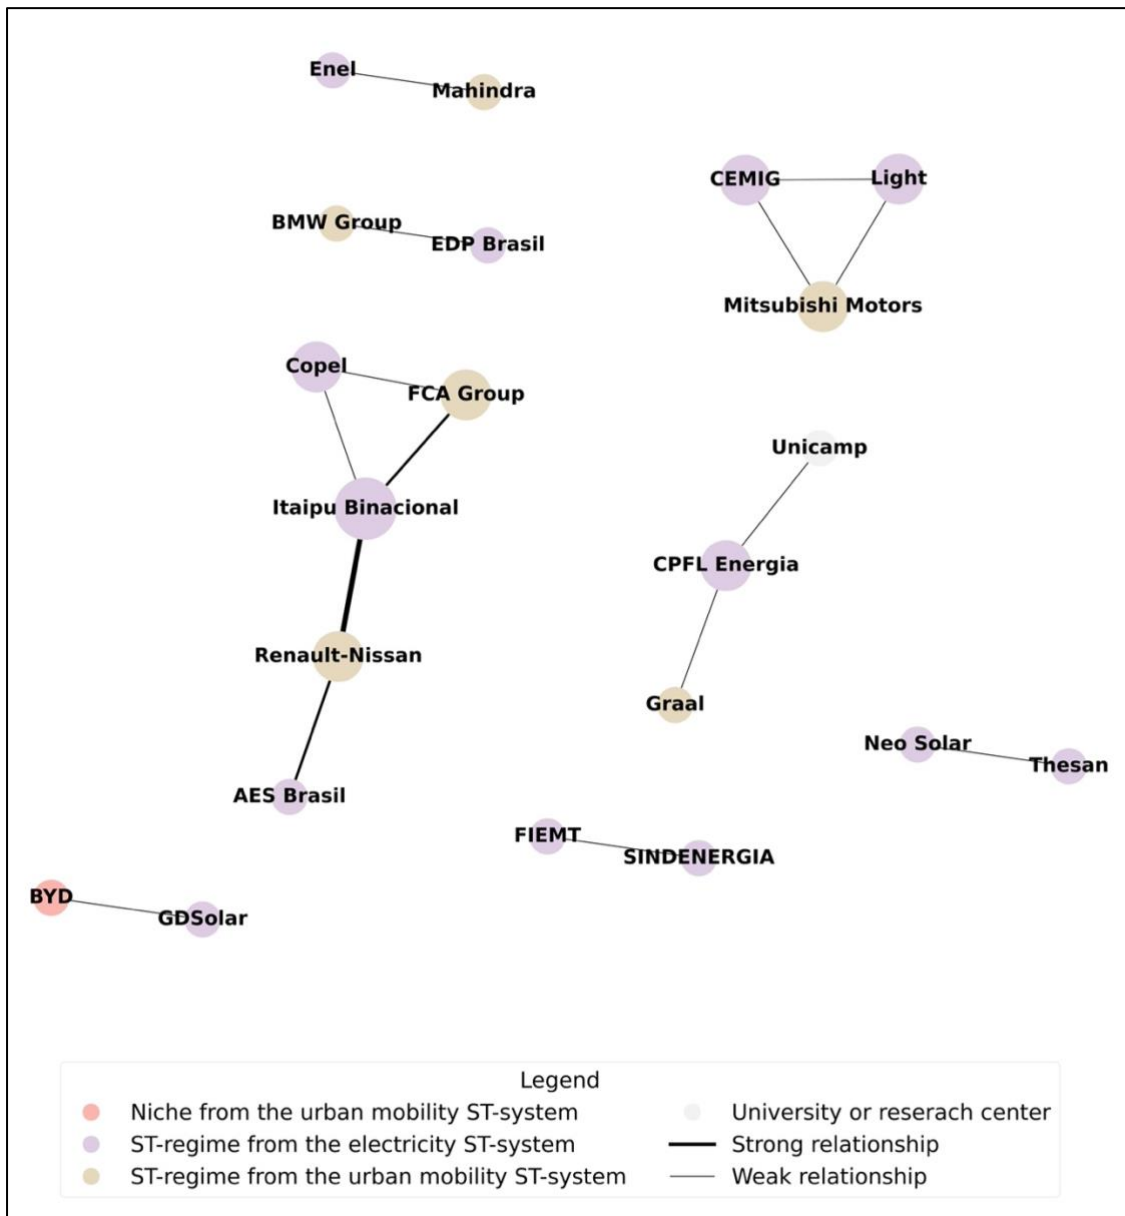 Enel
Mahindra
CEMIG
Light
BMW Group
EDP Brasil
Mitsubishi Motors
Copel
FCA Group
Unicamp
Itaipu Binacional
CPFL Energia
Renault-Nissan
Graal
Neo Solar
Thesan
AES Brasil
FIEMT
SINDENERGIA
BYD
GDSolar
Legend
Niche from the urban mobility ST-system
ST-regime from the electricity ST-system
ST-regime from the urban mobility ST-system
University or reserach center
Strong relationship
Weak relationship